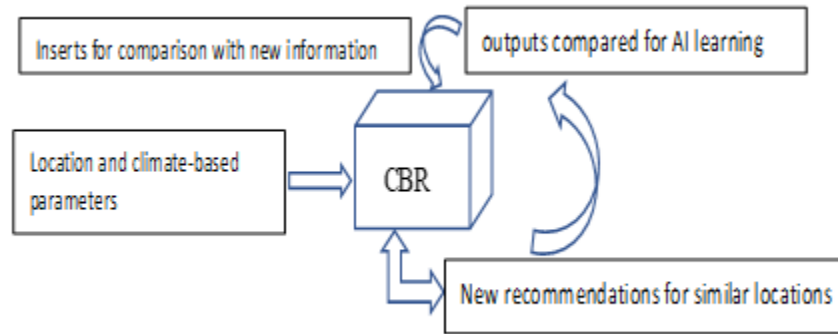 Inserts for comparison with new information
outputs compared for AI learning
Location and climate-based
parameters
CBR
New recommendations for similar locations